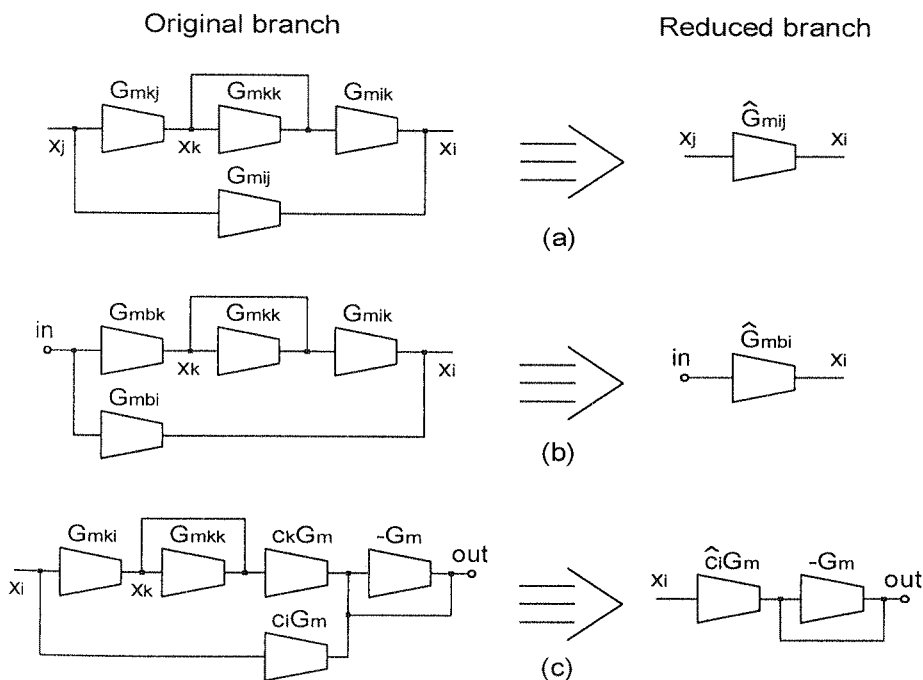 Original branch
Reduced branch
Gmkj
Gmkk
Gmik
xj
xk
xi
Gmij
Ĝmij
xj
xi
(a)
Gmbk
Gmkk
Gmik
in
xk
xi
Gmbi
Ĝmbi
in
xi
(b)
Gmki
Gmkk
ckGm
-Gm
out
xi
xk
ciGm
ĉiGm
-Gm
xi
out
(c)